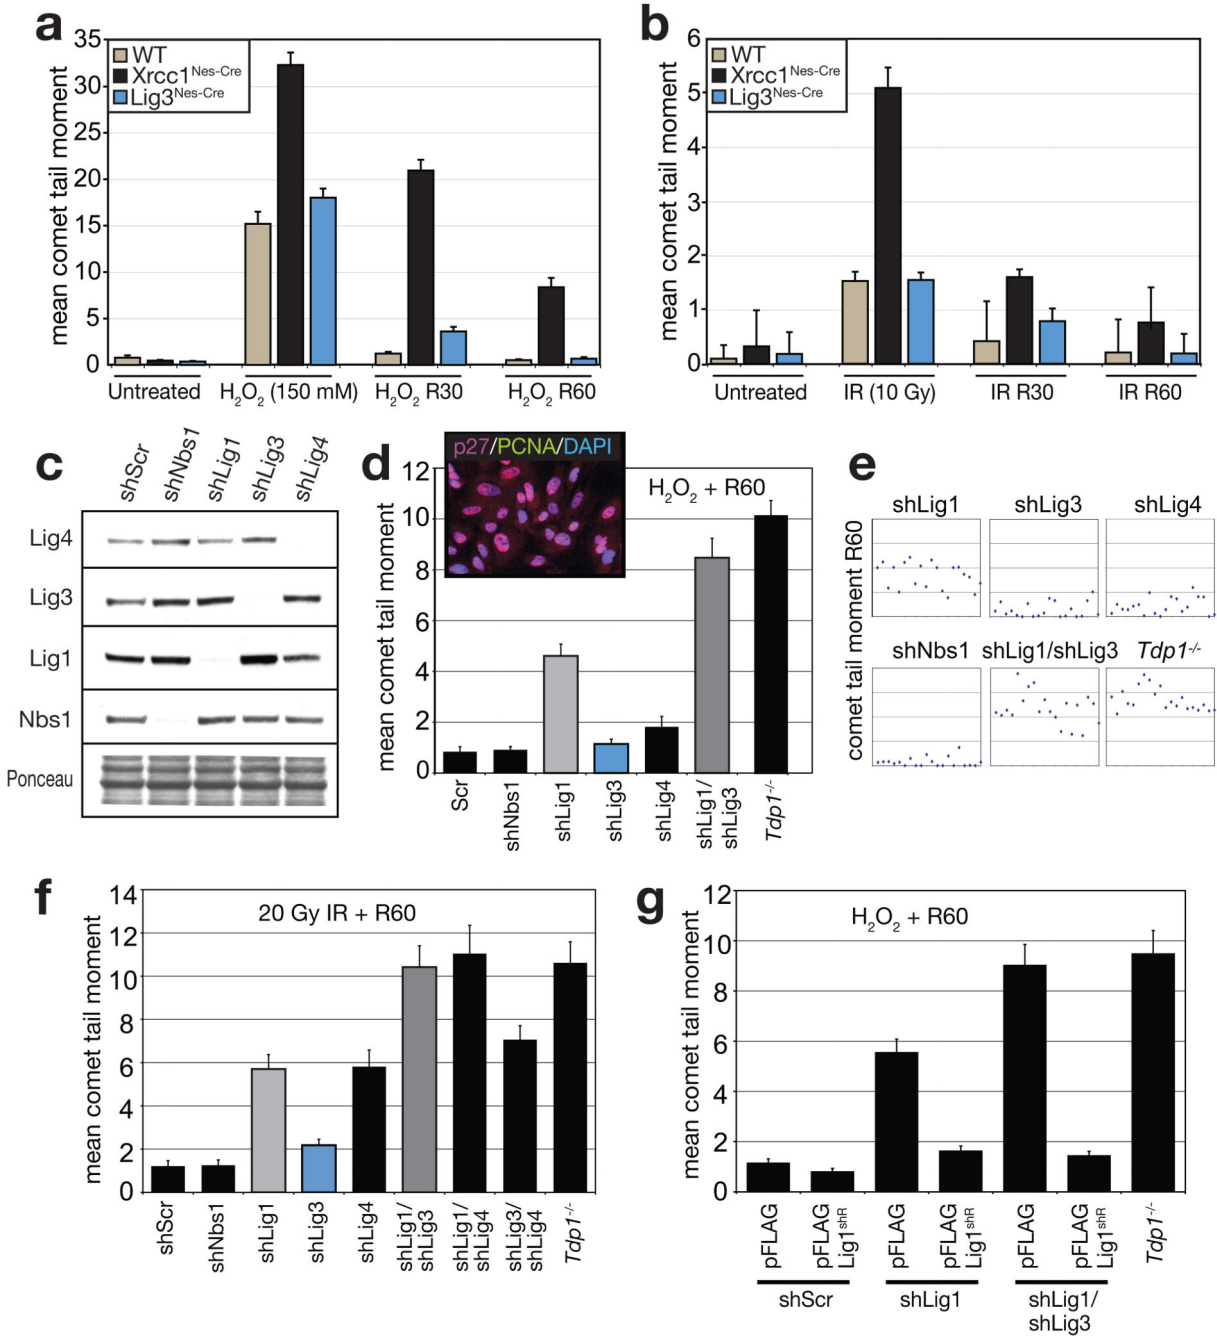 a
mean comet tail moment
35
30
25
20
15
10
5
0
WT
Xrcc1Nes-Cre
Lig3Nes-Cre
Untreated
H2O2 (150 mM)
H2O2 R30
H2O2 R60
b
mean comet tail moment
6
5
4
3
2
1
0
WT
Xrcc1Nes-Cre
Lig3Nes-Cre
Untreated
IR (10 Gy)
IR R30
IR R60
c
shScr
shNbs1
shLig1
shLig3
shLig4
Lig4
Lig3
Lig1
Nbs1
Ponceau
d
mean comet tail moment
12
10
8
6
4
2
0
p27/PCNA/DAPI
H2O2 + R60
Scr
shNbs1
shLig1
shLig3
shLig4
shLig1/
shLig3
Tdp1-/-
e
comet tail moment R60
shLig1
shLig3
shLig4
shNbs1
shLig1/shLig3
Tdp1-/-
f
mean comet tail moment
14
12
10
8
6
4
2
0
20 Gy IR + R60
shScr
shNbs1
shLig1
shLig3
shLig4
shLig1/
shLig3
shLig1/
shLig4
shLig3/
shLig4
Tdp1-/-
g
mean comet tail moment
12
10
8
6
4
2
0
H2O2 + R60
pFLAG
pFLAG
Lig1shR
pFLAG
pFLAG
Lig1shR
pFLAG
pFLAG
Lig1shR
Tdp1-/-
shScr
shLig1
shLig1/
shLig3